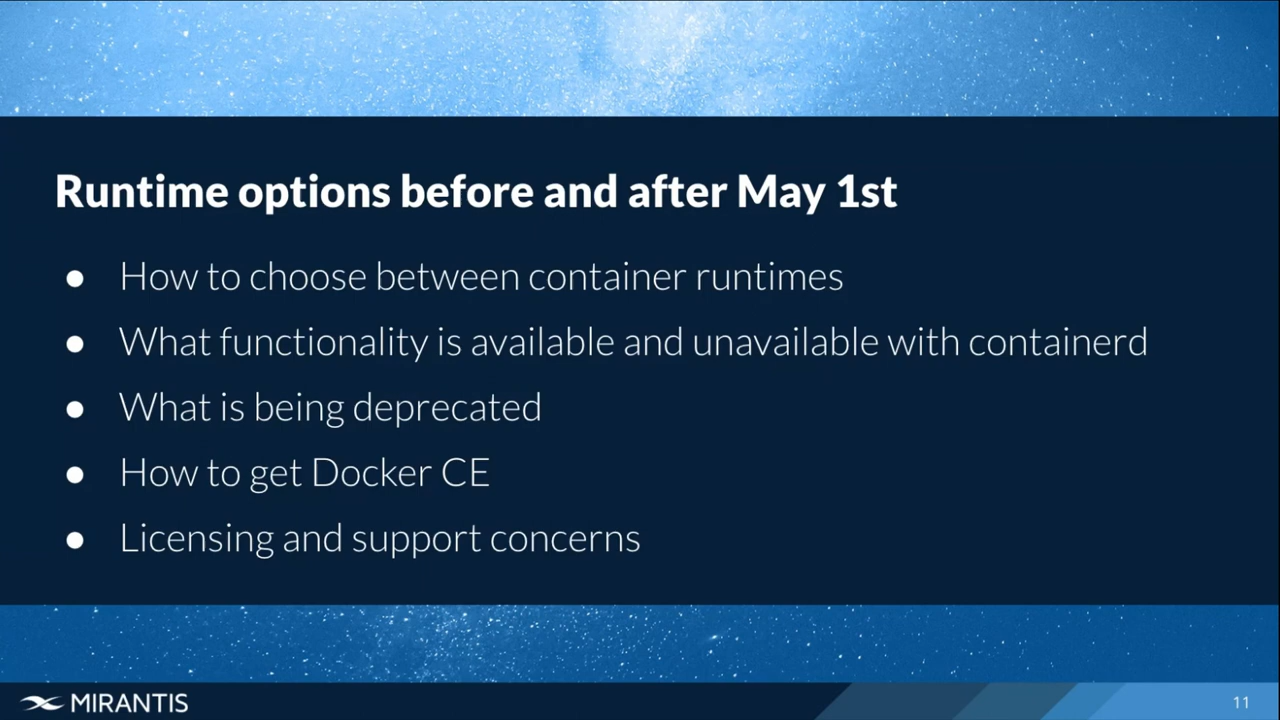 Runtime options before and after May 1st
● How to choose between container runtimes
● What functionality is available and unavailable with containerd
● What is being deprecated
● How to get Docker CE
● Licensing and support concerns
MIRANTIS
11